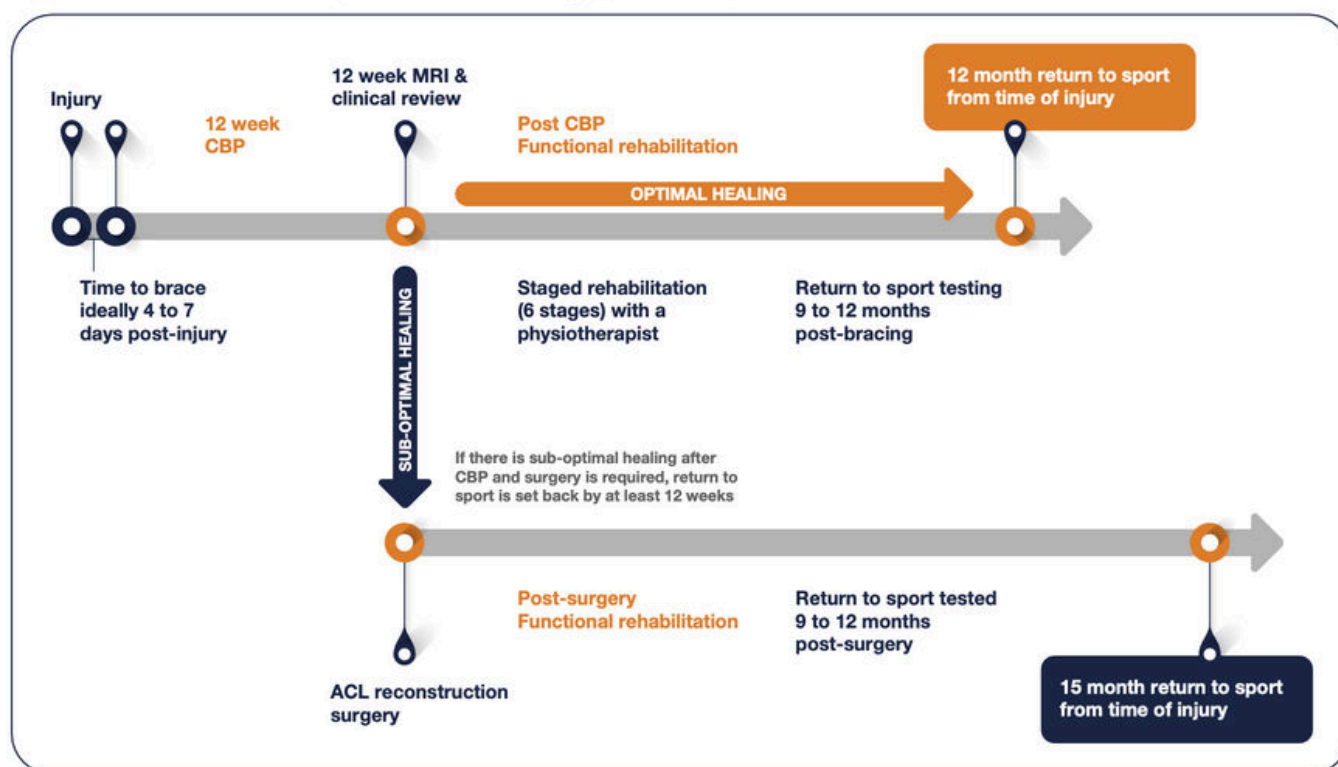 Injury
12 week
CBP
12 week MRI &
clinical review
Post CBP
Functional rehabilitation
12 month return to sport
from time of injury
OPTIMAL HEALING
Time to brace
ideally 4 to 7
days post-injury
SUB-OPTIMAL HEALING
Staged rehabilitation
(6 stages) with a
physiotherapist
Return to sport testing
9 to 12 months
post-bracing
If there is sub-optimal healing after
CBP and surgery is required, return to
sport is set back by at least 12 weeks
Post-surgery
Functional rehabilitation
Return to sport tested
9 to 12 months
post-surgery
ACL reconstruction
surgery
15 month return to sport
from time of injury